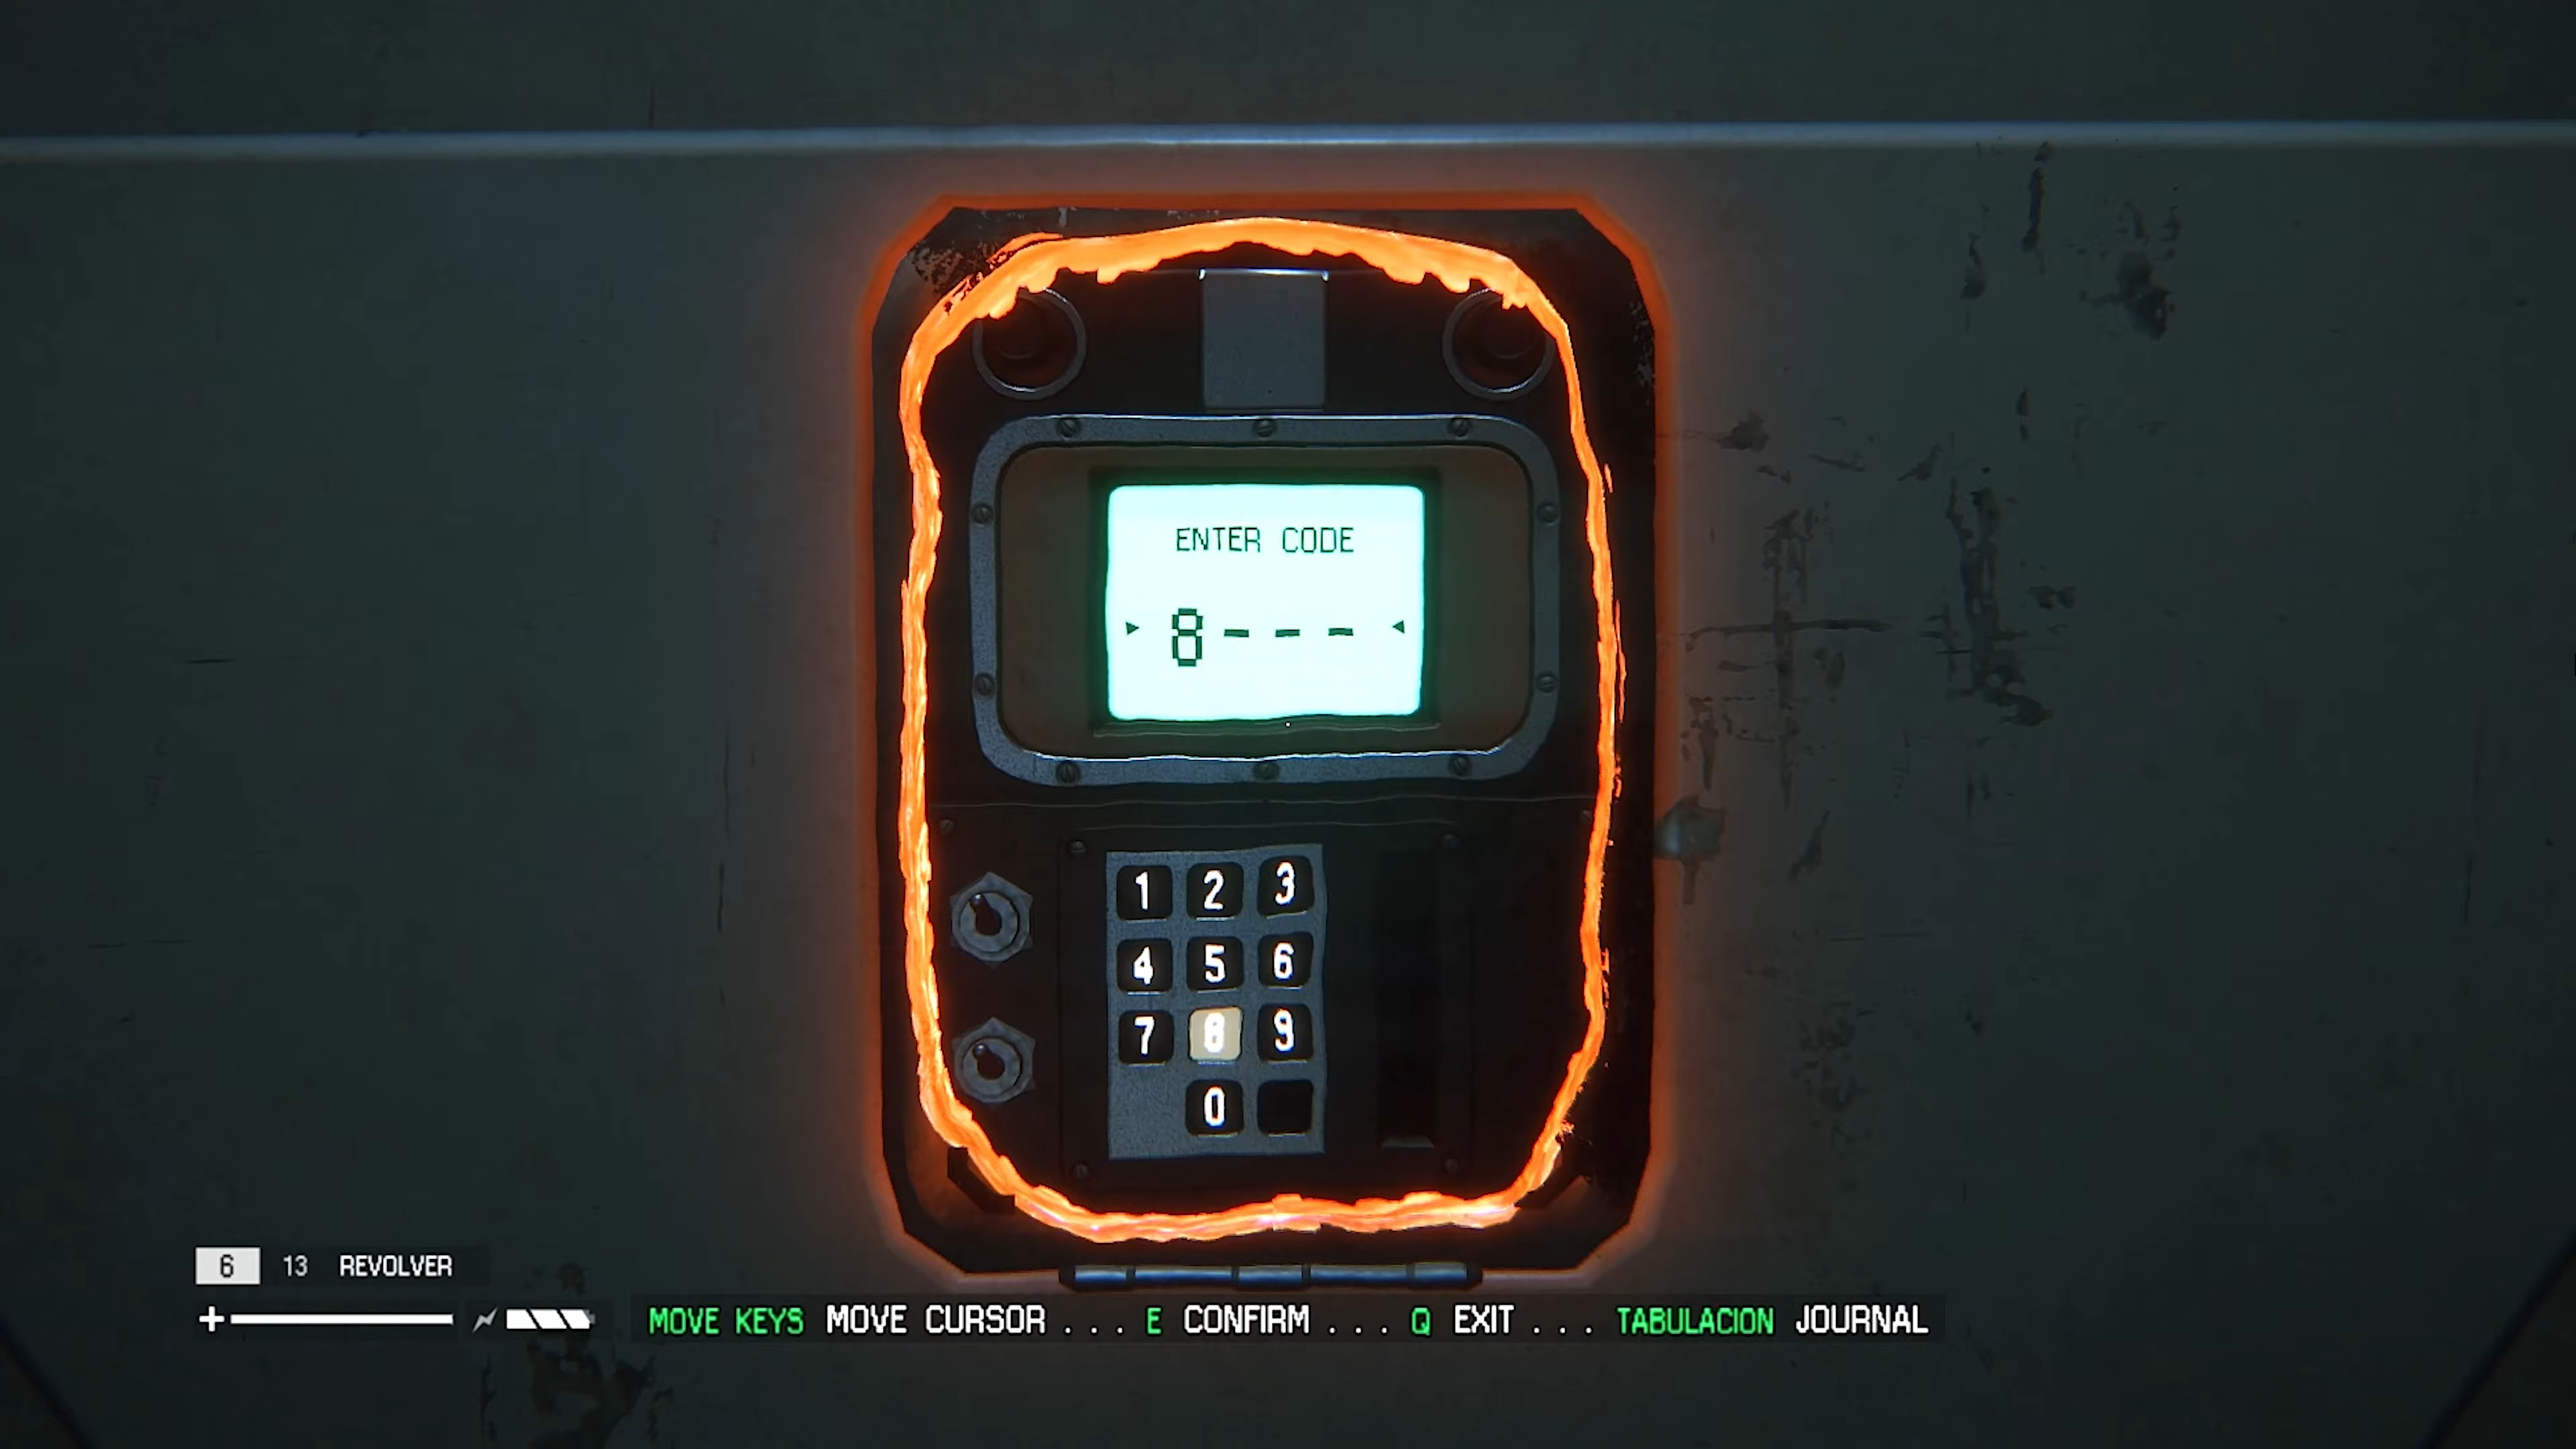 ENTER CODE
8 - - -
1 2 3
4 5 6
7 8 9
0
6 13 REVOLVER
MOVE KEYS MOVE CURSOR ... E CONFIRM ... Q EXIT ... TABULACION JOURNAL